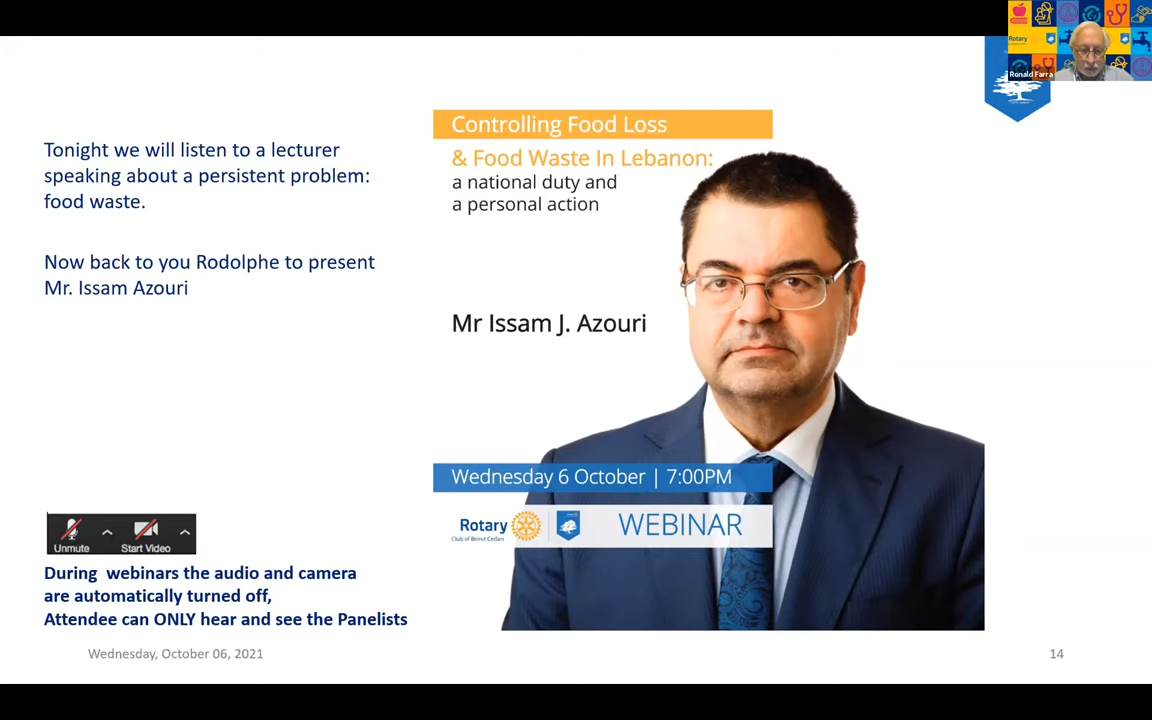 Rotary
Ronald Farra
Tonight we will listen to a lecturer
speaking about a persistent problem:
food waste.
Now back to you Rodolphe to present
Mr. Issam Azouri
Controlling Food Loss
& Food Waste In Lebanon:
a national duty and
a personal action
Mr Issam J. Azouri
Wednesday 6 October | 7:00PM
Rotary
Club of Beirut Cedars
WEBINAR
Unmute
Start Video
During webinars the audio and camera
are automatically turned off,
Attendee can ONLY hear and see the Panelists
Wednesday, October 06, 2021
14